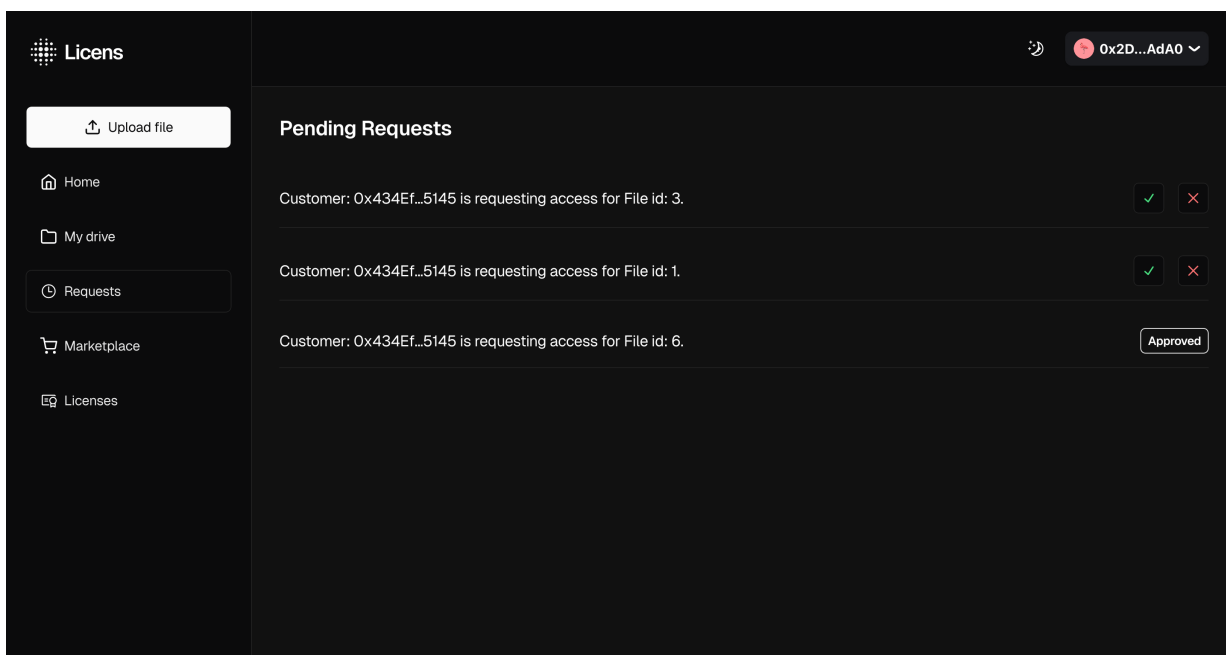 Licens
0x2D...AdA0
Upload file
Home
My drive
Requests
Marketplace
Licenses
Pending Requests
Customer: 0x434Ef...5145 is requesting access for File id: 3.
Customer: 0x434Ef...5145 is requesting access for File id: 1.
Customer: 0x434Ef...5145 is requesting access for File id: 6.
Approved